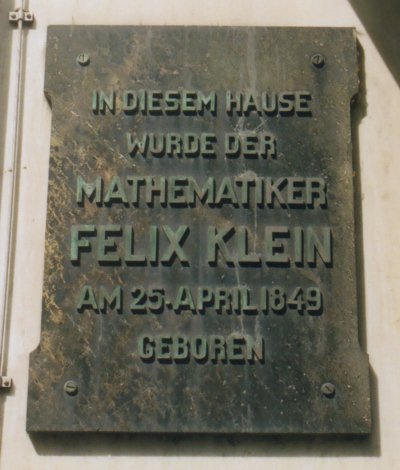 IN DIESEM HAUSE
WURDE DER
MATHEMATIKER
FELIX KLEIN
AM 25. APRIL 1849
GEBOREN